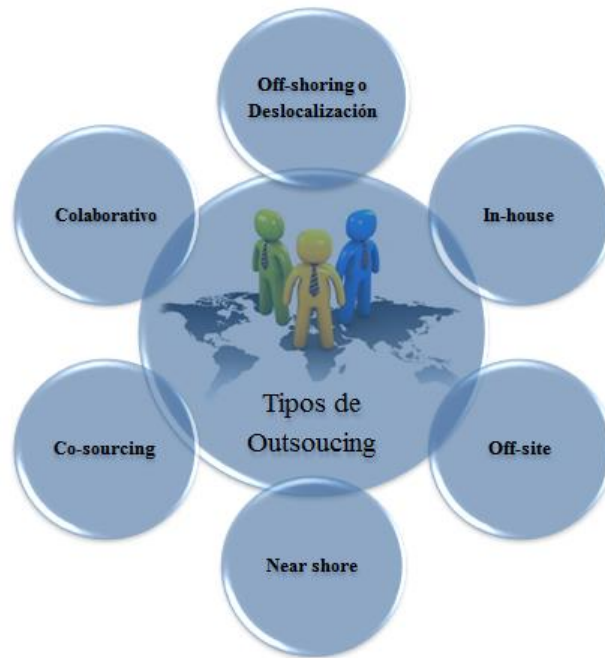 Off-shoring o
Deslocalización
Colaborativo
In-house
Tipos de
Outsoucing
Co-sourcing
Off-site
Near shore